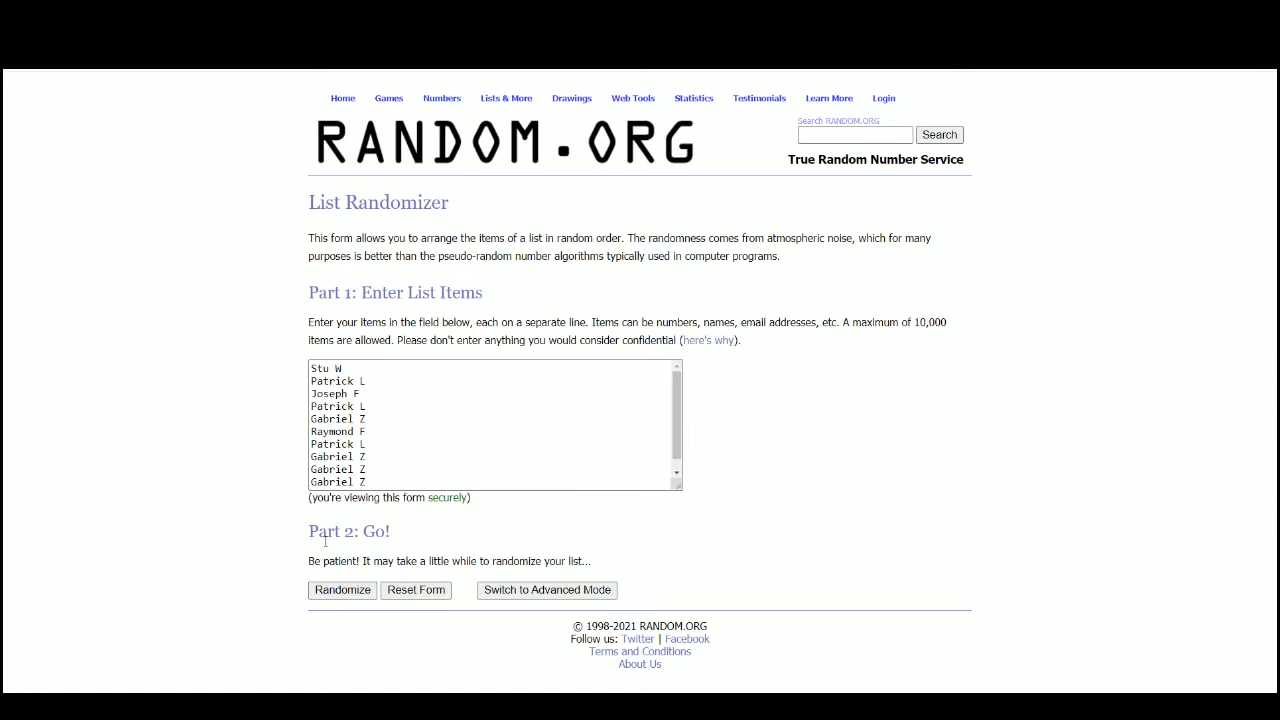 Home Games Numbers Lists & More Drawings Web Tools Statistics Testimonials Learn More Login
RANDOM.ORG
Search RANDOM.ORG
Search
True Random Number Service
List Randomizer
This form allows you to arrange the items of a list in random order. The randomness comes from atmospheric noise, which for many
purposes is better than the pseudo-random number algorithms typically used in computer programs.
Part 1: Enter List Items
Enter your items in the field below, each on a separate line. Items can be numbers, names, email addresses, etc. A maximum of 10,000
items are allowed. Please don't enter anything you would consider confidential (here's why).
Stu W
Patrick L
Joseph F
Patrick L
Gabriel Z
Raymond F
Patrick L
Gabriel Z
Gabriel Z
Gabriel Z
(you're viewing this form securely)
Part 2: Go!
Be patient! It may take a little while to randomize your list...
Randomize Reset Form Switch to Advanced Mode
© 1998-2021 RANDOM.ORG
Follow us: Twitter | Facebook
Terms and Conditions
About Us